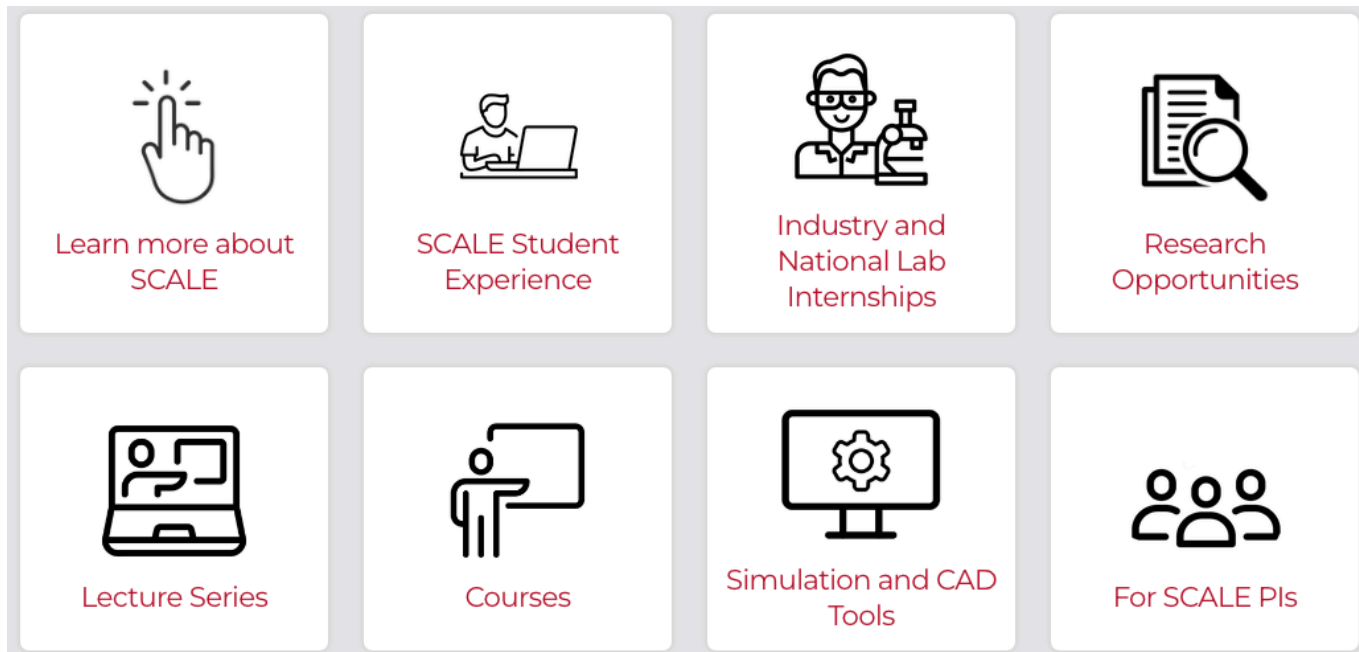 Learn more about
SCALE
SCALE Student
Experience
Industry and
National Lab
Internships
Research
Opportunities
Lecture Series
Courses
Simulation and CAD
Tools
For SCALE PIs